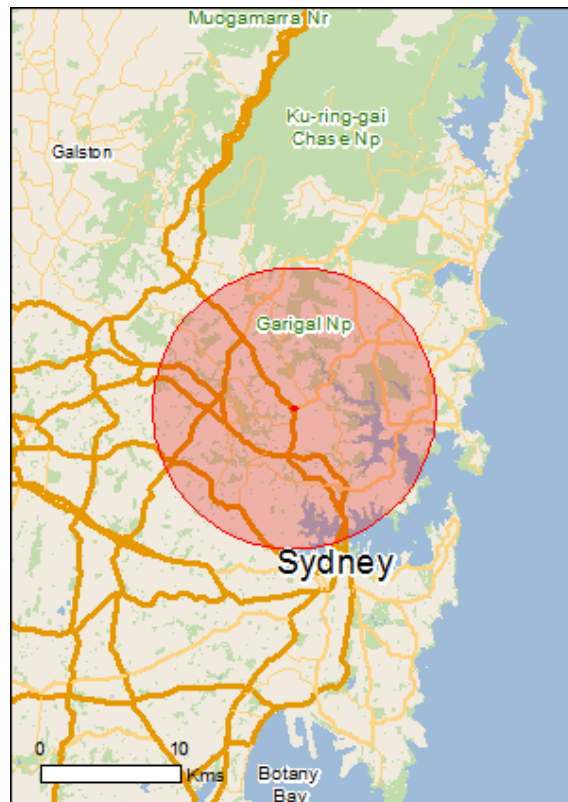 Muogamarra Nr
Ku-ring-gai
Chase Np
Galston
Garigal Np
Sydney
0 10
Kms
Botany
Bay